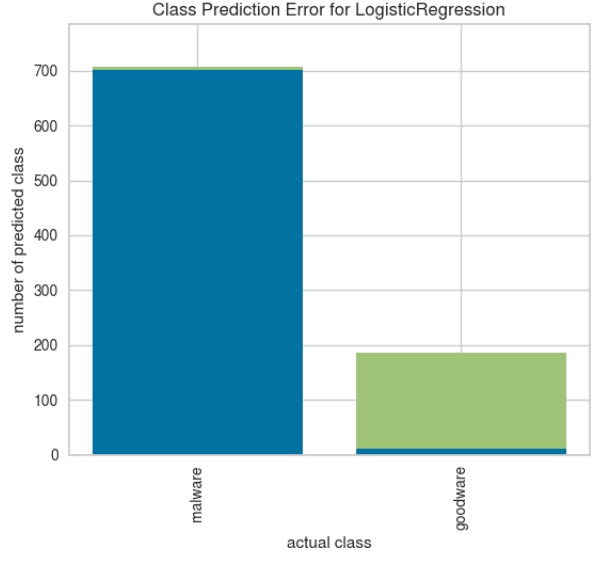 Class Prediction Error for LogisticRegression
number of predicted class
700
600
500
400
300
200
100
0
malware
goodware
actual class